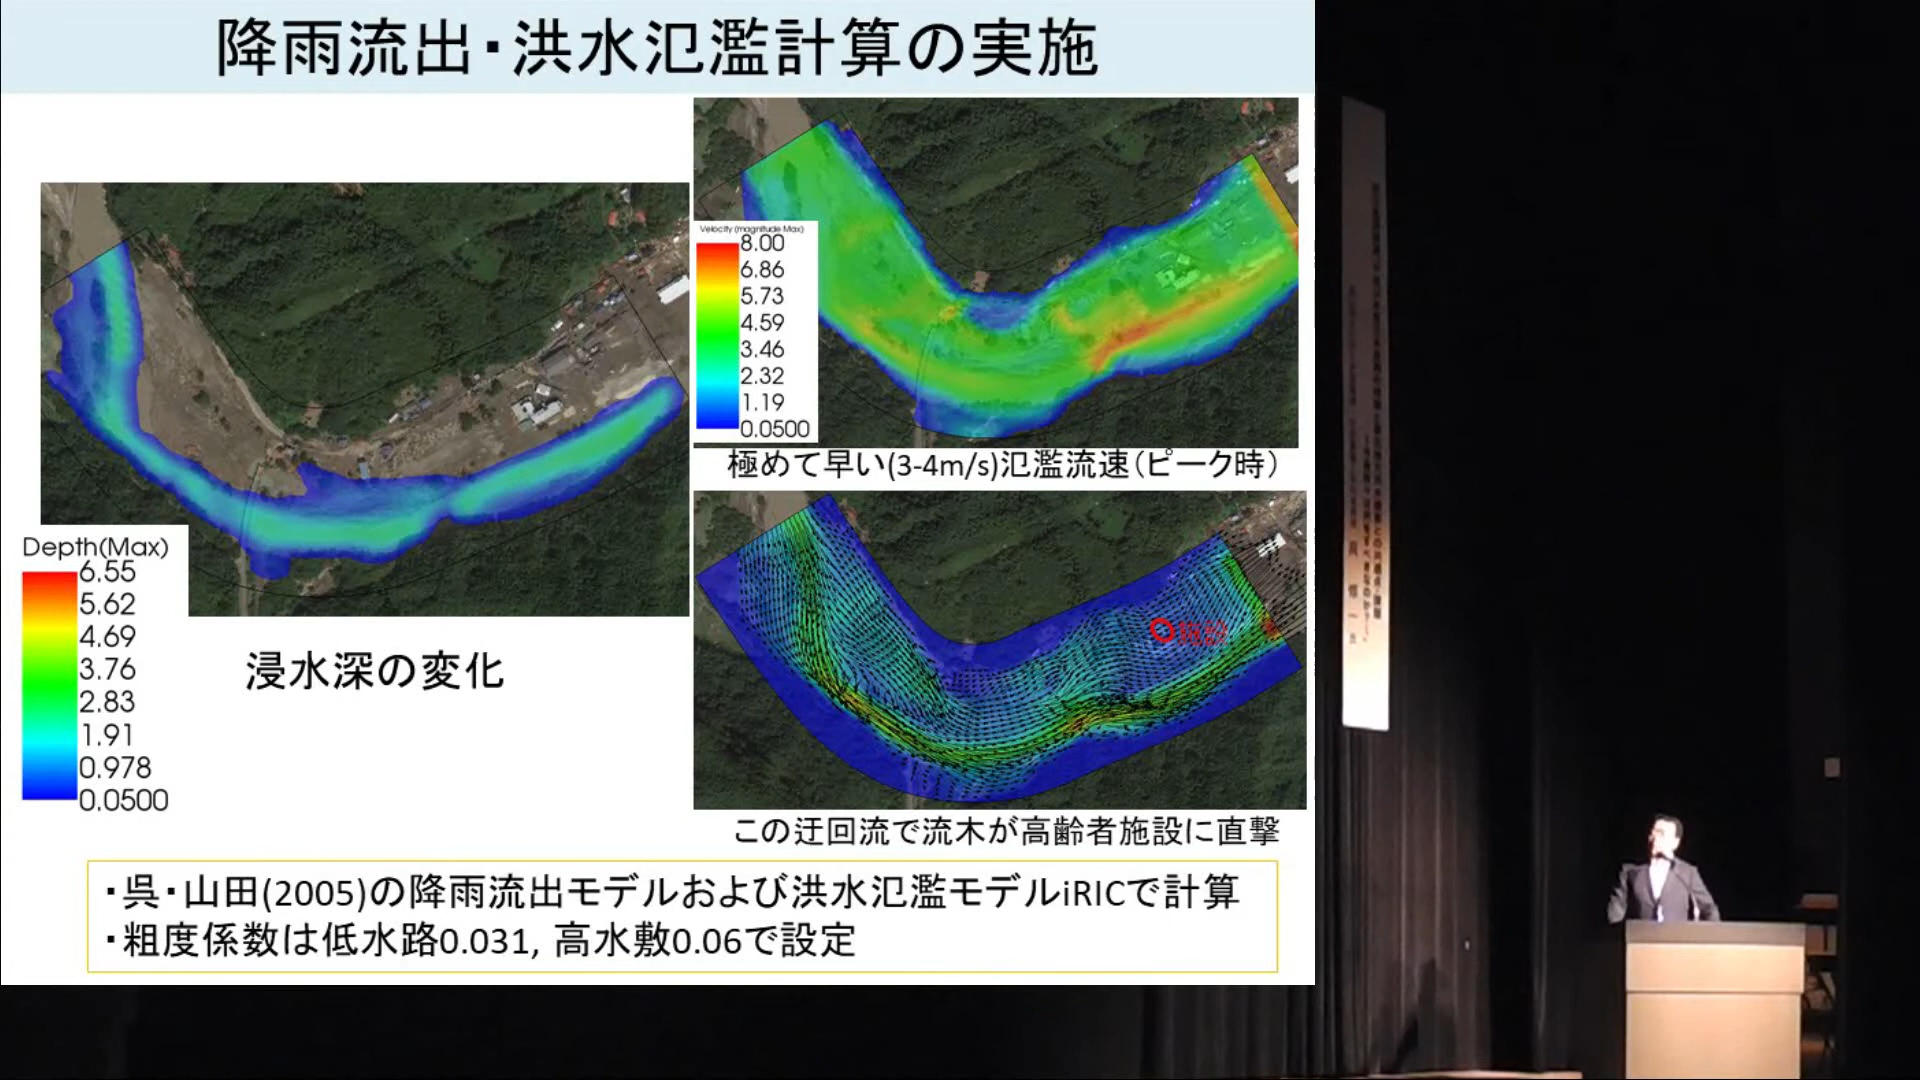 降雨流出・洪水氾濫計算の実施
Velocity (magnitude Max)
8.00
6.86
5.73
4.59
3.46
2.32
1.19
0.0500
極めて早い(3-4m/s)氾濫流速(ピーク時)
Depth(Max)
6.55
5.62
4.69
3.76
2.83
1.91
0.978
0.0500
浸水深の変化
施設
この迂回流で流木が高齢者施設に直撃
・呉・山田(2005)の降雨流出モデルおよび洪水氾濫モデルiRICで計算
・粗度係数は低水路0.031, 高水敷0.06で設定